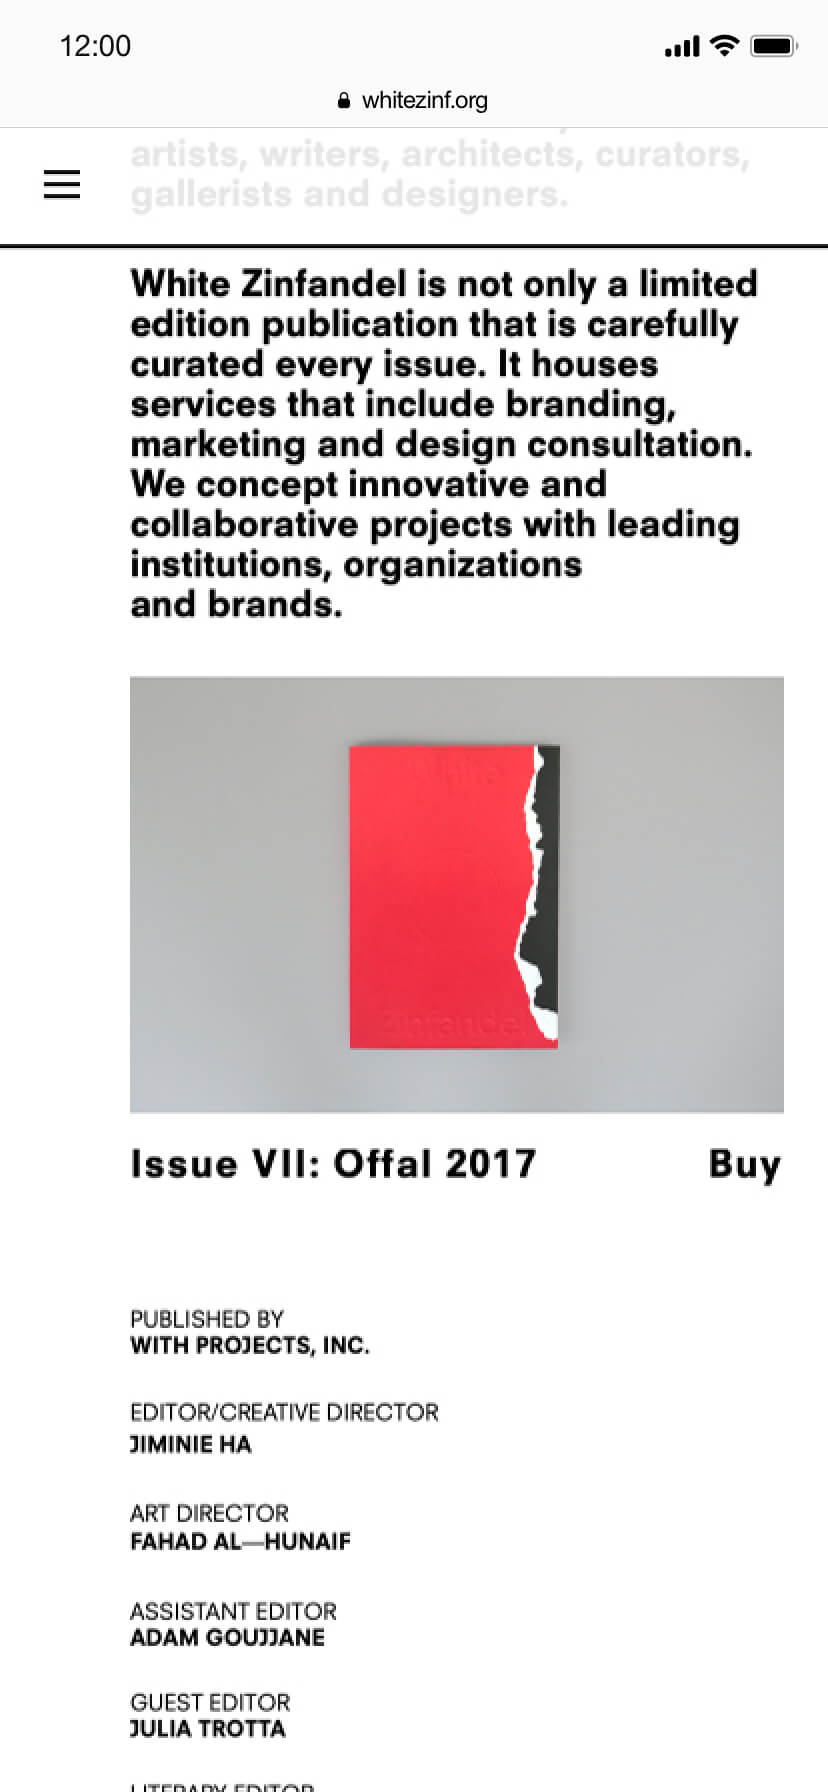 12:00
whitezinf.org
artists, writers, architects, curators,
gallerists and designers.
White Zinfandel is not only a limited
edition publication that is carefully
curated every issue. It houses
services that include branding,
marketing and design consultation.
We concept innovative and
collaborative projects with leading
institutions, organizations
and brands.
White
Zinfandel
Issue VII: Offal 2017
Buy
PUBLISHED BY
WITH PROJECTS, INC.
EDITOR/CREATIVE DIRECTOR
JIMINIE HA
ART DIRECTOR
FAHAD AL—HUNAIF
ASSISTANT EDITOR
ADAM GOUJJANE
GUEST EDITOR
JULIA TROTTA
LITERARY EDITOR